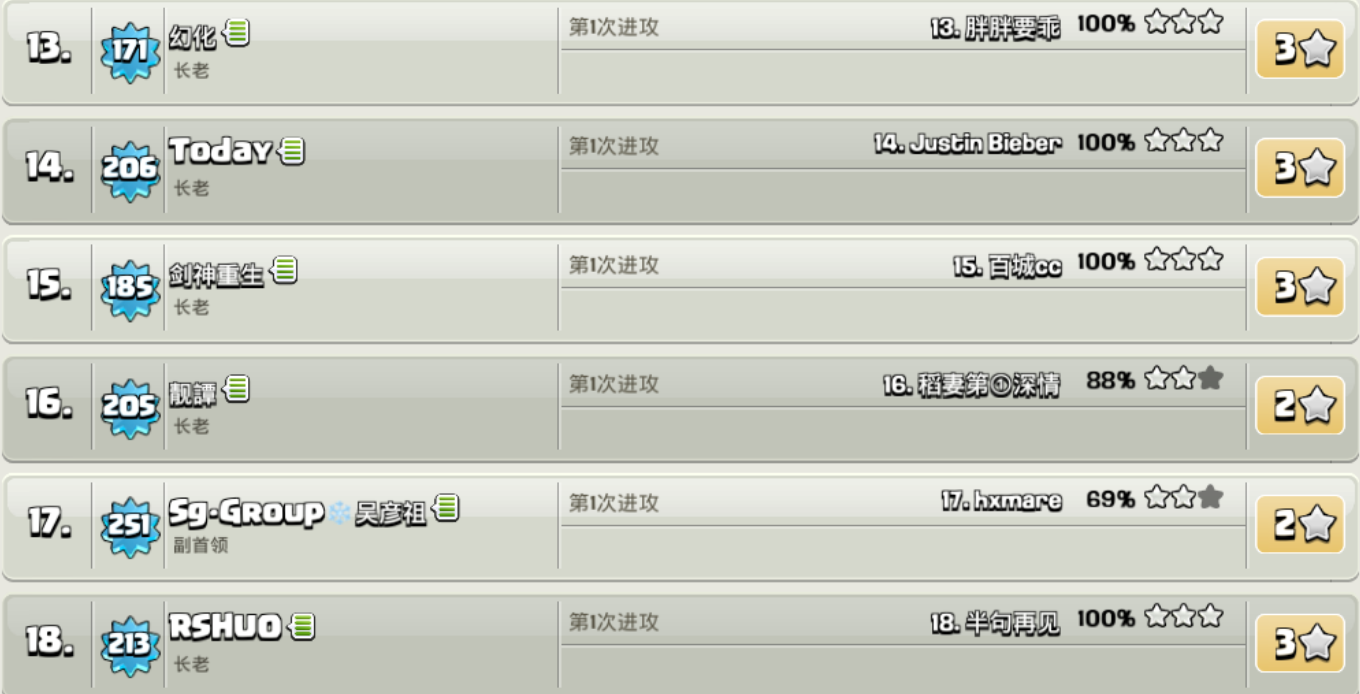 13. 171 幻化 第1次进攻 13. 胖胖要乖 100% 3
长老
14. 206 Today 第1次进攻 14. Justin Bieber 100% 3
长老
15. 185 剑神重生 第1次进攻 15. 百城cc 100% 3
长老
16. 205 靓譚 第1次进攻 16. 稻妻第①深情 88% 2
长老
17. 251 Sg·Group❄吴彦祖 第1次进攻 17. hxmare 69% 2
副首领
18. 213 RSHUO 第1次进攻 18. 半句再见 100% 3
长老